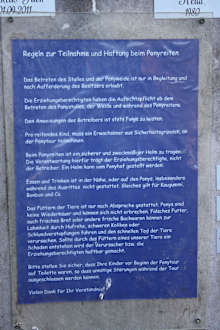 Regeln zur Teilnahme und Haftung beim Ponyreiten
Das Betreten des Stalles und der Ponyweide ist nur in Begleitung und
nach Aufforderung des Besitzers erlaubt.
Die Erziehungsberechtigten haben die Aufsichtspflicht ab dem
Betreten des Ponystalles, der Weide und während des Ponyreitens.
Den Anweisungen des Betreibers ist stets Folge zu leisten.
Pro reitendes Kind, muss ein Erwachsener aus Sicherheitsgründen, an
der Ponytour teilnehmen.
Beim Ponyreiten ist ein sicherer und zweckmäßiger Helm zu tragen.
Die Verantwortung hierfür trägt der Erziehungsberechtigte, nicht
der Betreiber. Ein Helm kann vom Ponyhof gestellt werden.
Essen und Trinken ist in der Nähe, oder auf den Ponys, insbesondere
während des Ausrittes nicht gestattet. Gleiches gilt für Kaugummi,
Bonbon und Co.
Das Füttern der Tiere ist nur nach Absprache gestattet. Ponys sind
keine Wiederkäuer und können sich nicht erbrechen. Falsches Futter,
auch frisches Brot oder andere frische Backwaren können zur
Lahmheit durch Hufrehe, schweren Koliken oder
Schlundverstopfungen führen und den schnellen Tod der Tiere
verursachen. Sollte durch das Füttern eines unserer Tiere ein
Schaden entstehen wird der Verursacher bzw. die
Erziehungsberechtigten haftbar gemacht.
Bitte stellen Sie sicher, dass Ihre Kinder vor Beginn der Ponytour
auf Toilette waren, so dass unnötige Störungen während der Tour
ausgeschlossen werden können.
Vielen Dank für Ihr Verständnis!